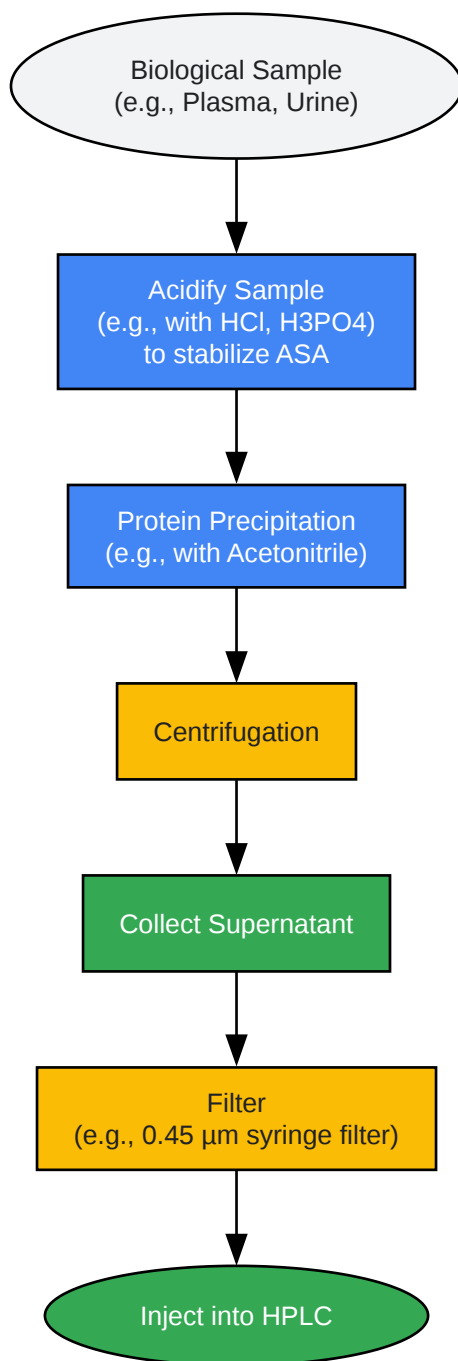 Biological Sample
(e.g., Plasma, Urine)
Acidify Sample
(e.g., with HCl, H3PO4)
to stabilize ASA
Protein Precipitation
(e.g., with Acetonitrile)
Centrifugation
Collect Supernatant
Filter
(e.g., 0.45 µm syringe filter)
Inject into HPLC